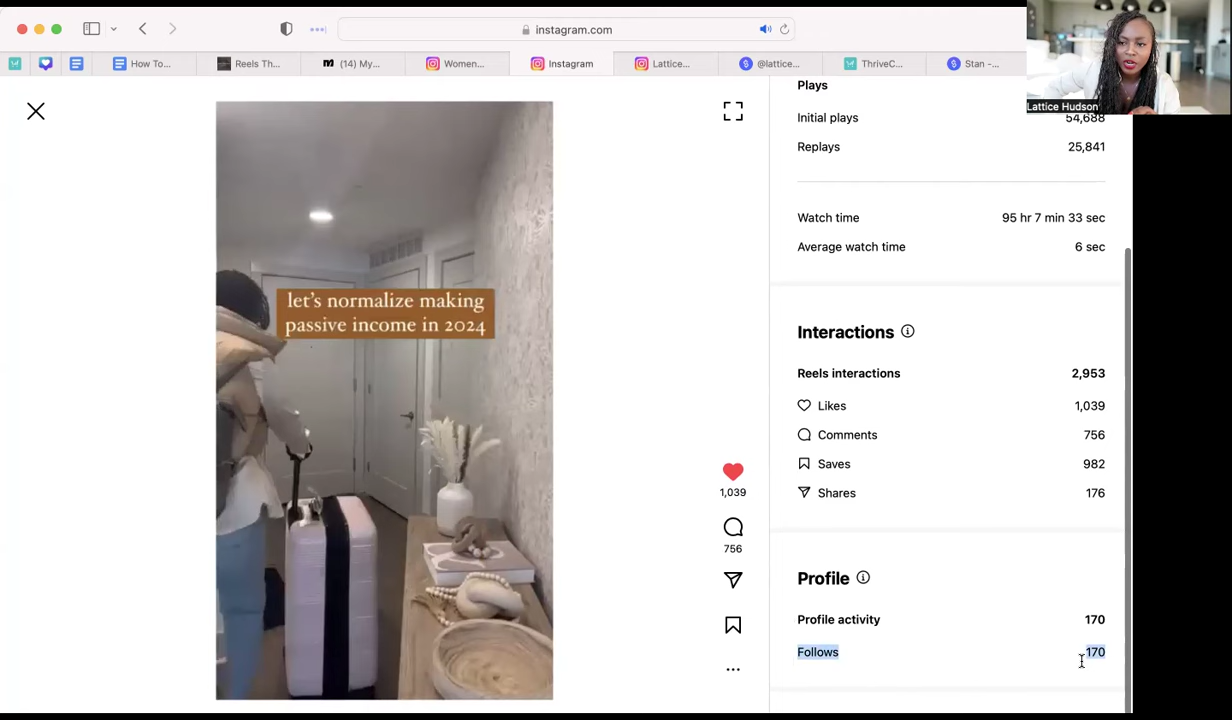 instagram.com
How To...
Reels Th...
(14) My...
Women...
Instagram
Lattice...
@lattice...
ThriveC...
Stan -...
Lattice Hudson
Plays
Initial plays 54,688
Replays 25,841
Watch time 95 hr 7 min 33 sec
Average watch time 6 sec
let's normalize making
passive income in 2024
Interactions
Reels interactions 2,953
Likes 1,039
Comments 756
Saves 982
Shares 176
1,039
756
Profile
Profile activity 170
Follows 170